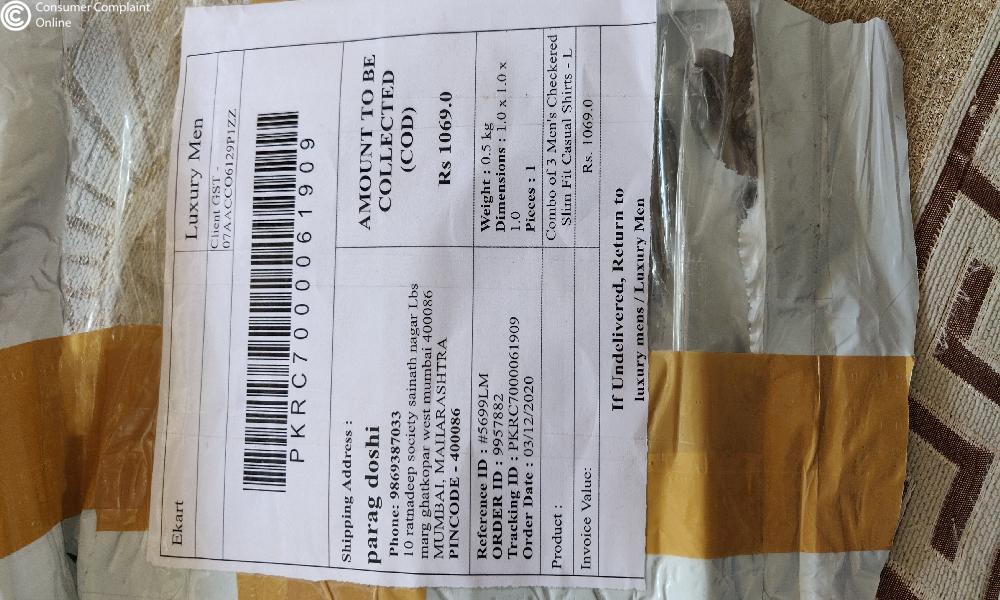 Consumer Complaint
Online
Ekart
Luxury Men
Client GST -
07AACCO6129P1ZZ
PKRC7000061909
Shipping Address :
parag doshi
Phone: 9869387033
10 ratnadeep society sainath nagar Lbs
marg ghatkopar west mumbai 400086
MUMBAI, MAHARASHTRA
PINCODE - 400086
AMOUNT TO BE
COLLECTED
(COD)
Rs 1069.0
Reference ID : #5699LM
ORDER ID : 9957882
Tracking ID : PKRC7000061909
Order Date : 03/12/2020
Weight : 0.5 kg
Dimensions : 1.0 x 1.0 x
1.0
Pieces : 1
Product :
Combo of 3 Men's Checkered
Slim Fit Casual Shirts - L
Invoice Value:
Rs. 1069.0
If Undelivered, Return to
luxury mens / Luxury Men